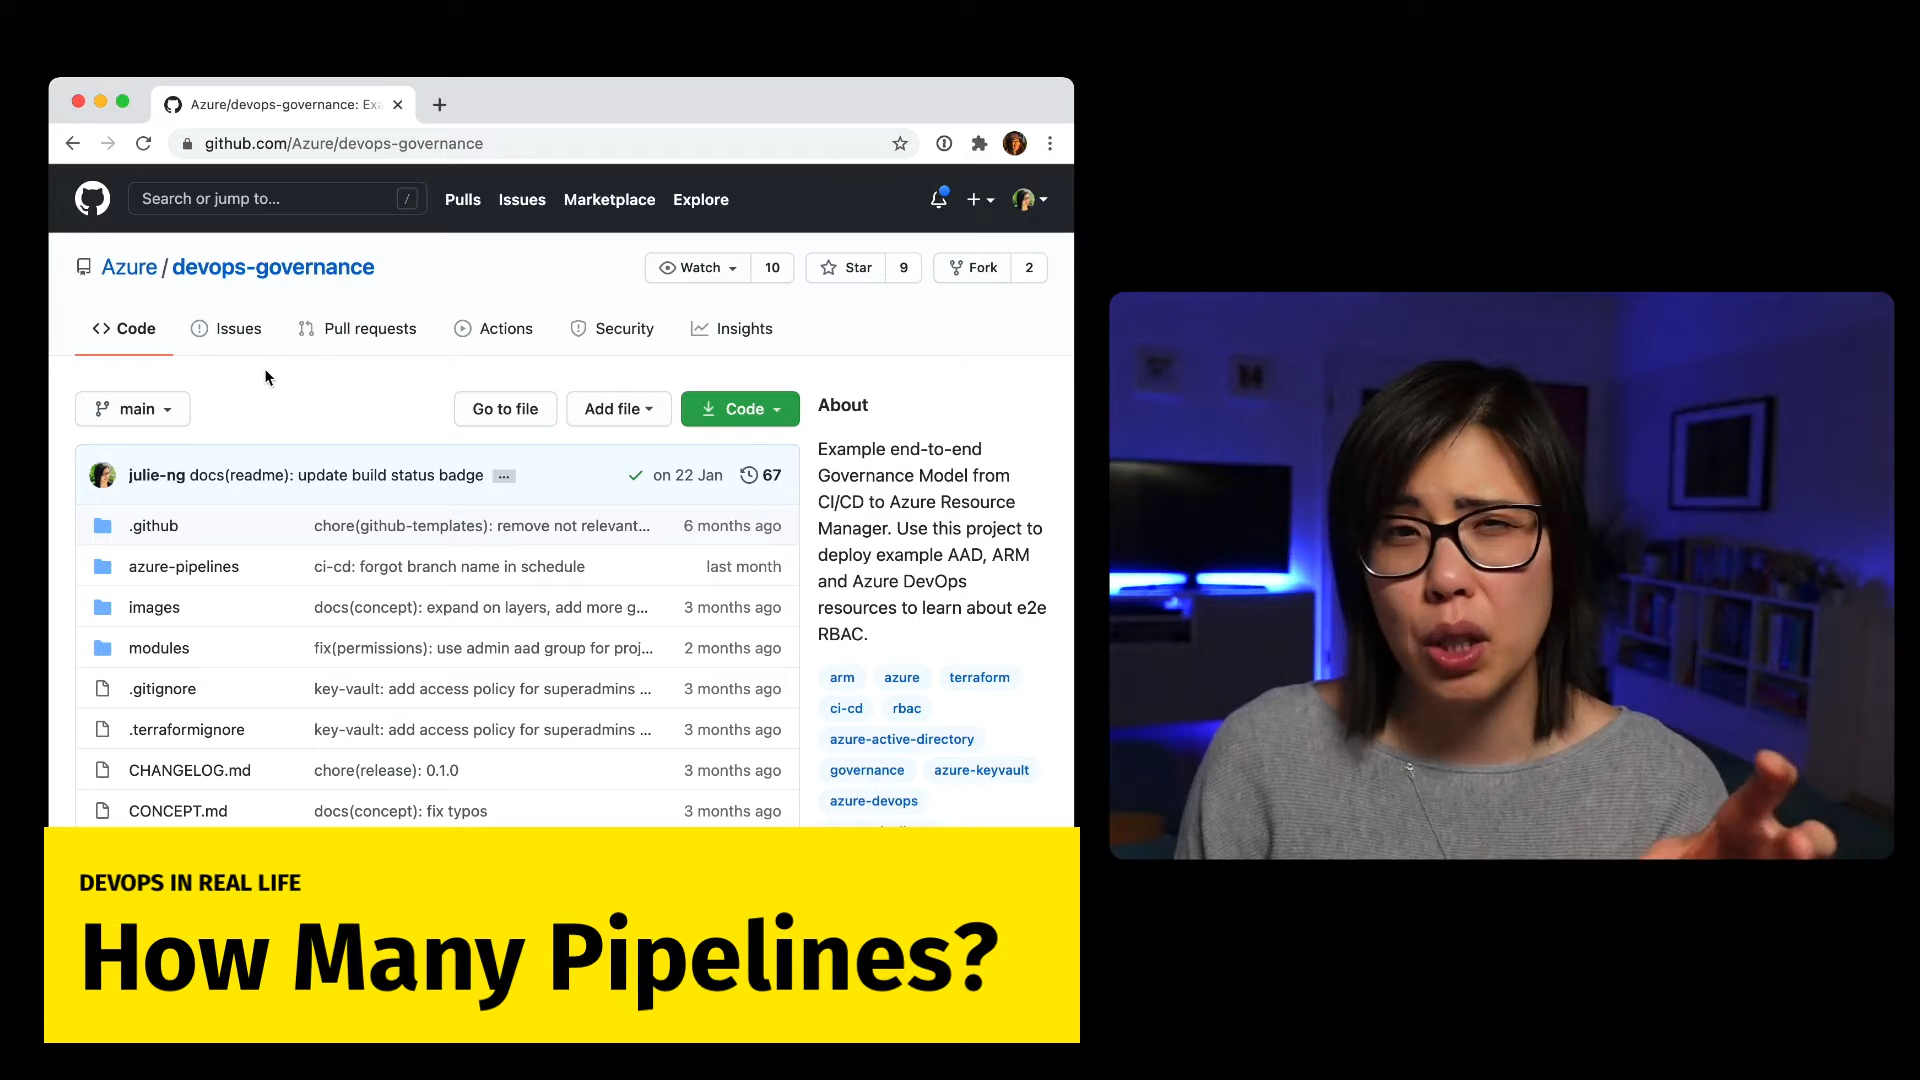 Azure/devops-governance: Exa
github.com/Azure/devops-governance
Search or jump to...
/
Pulls
Issues
Marketplace
Explore
Azure / devops-governance
Watch
10
Star
9
Fork
2
Code
Issues
Pull requests
Actions
Security
Insights
main
Go to file
Add file
Code
julie-ng docs(readme): update build status badge ...
on 22 Jan
67
.github
chore(github-templates): remove not relevant...
6 months ago
azure-pipelines
ci-cd: forgot branch name in schedule
last month
images
docs(concept): expand on layers, add more g...
3 months ago
modules
fix(permissions): use admin aad group for proj...
2 months ago
.gitignore
key-vault: add access policy for superadmins ...
3 months ago
.terraformignore
key-vault: add access policy for superadmins ...
3 months ago
CHANGELOG.md
chore(release): 0.1.0
3 months ago
CONCEPT.md
docs(concept): fix typos
3 months ago
About
Example end-to-end
Governance Model from
CI/CD to Azure Resource
Manager. Use this project to
deploy example AAD, ARM
and Azure DevOps
resources to learn about e2e
RBAC.
arm
azure
terraform
ci-cd
rbac
azure-active-directory
governance
azure-keyvault
azure-devops
DEVOPS IN REAL LIFE
How Many Pipelines?